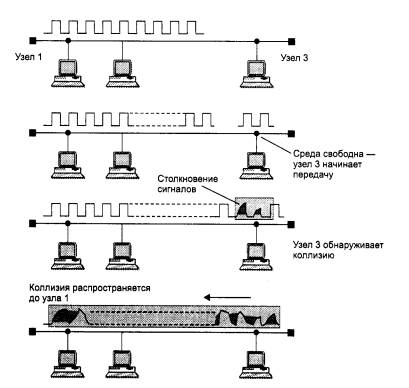 Узел 1
Узел 3
Среда свободна —
узел 3 начинает
передачу
Столкновение
сигналов
Узел 3 обнаруживает
коллизию
Коллизия распространяется
до узла 1